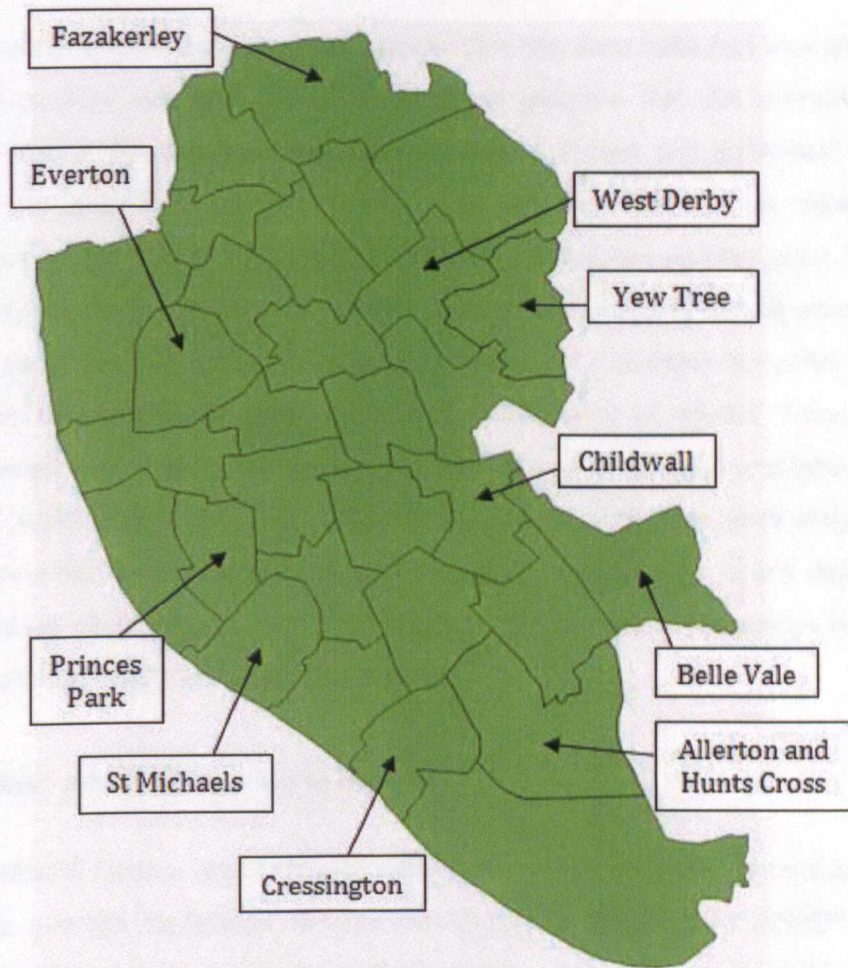 Fazakerley
Everton
West Derby
Yew Tree
Childwall
Princes
Park
Belle Vale
St Michaels
Allerton and
Hunts Cross
Cressington